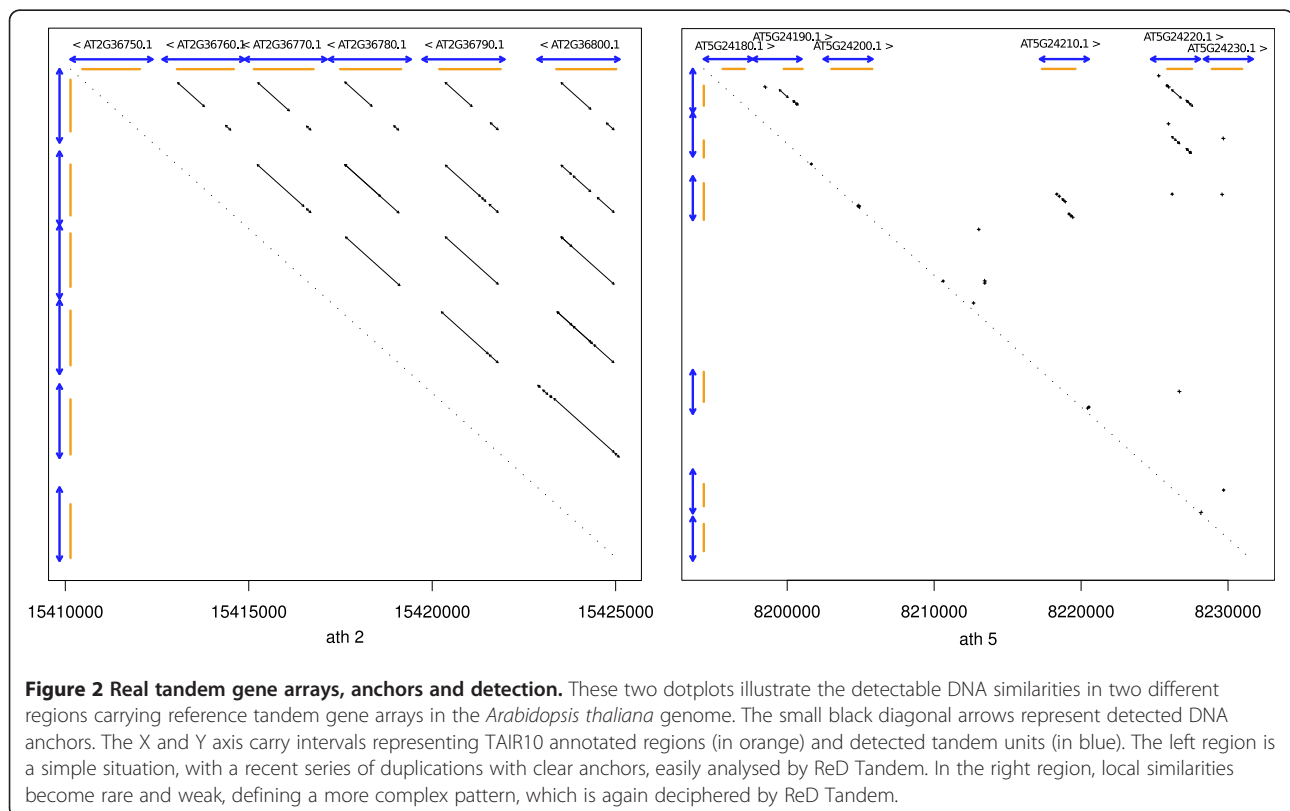 < AT2G36750.1 < AT2G36760.1 < AT2G36770.1 < AT2G36780.1 < AT2G36790.1 < AT2G36800.1
15410000 15415000 15420000 15425000
ath 2
AT5G24190.1 > AT5G24220.1 >
AT5G24180.1 > AT5G24200.1 > AT5G24210.1 > AT5G24230.1 >
8200000 8210000 8220000 8230000
ath 5
Figure 2 Real tandem gene arrays, anchors and detection. These two dotplots illustrate the detectable DNA similarities in two different
regions carrying reference tandem gene arrays in the Arabidopsis thaliana genome. The small black diagonal arrows represent detected DNA
anchors. The X and Y axis carry intervals representing TAIR10 annotated regions (in orange) and detected tandem units (in blue). The left region is
a simple situation, with a recent series of duplications with clear anchors, easily analysed by ReD Tandem. In the right region, local similarities
become rare and weak, defining a more complex pattern, which is again deciphered by ReD Tandem.